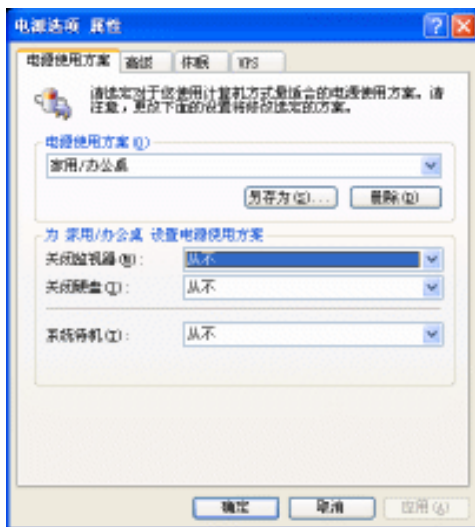 电源选项 属性
电源使用方案 高级 休眠 UPS
请选定对于您使用计算机方式最适合的电源使用方案。请
注意，更改下面的设置将修改选定的方案。
电源使用方案(O)
家用/办公桌
另存为(S)... 删除(D)
为 家用/办公桌 设置电源使用方案
关闭监视器(M): 从不
关闭硬盘(I): 从不
系统待机(T): 从不
确定 取消 应用(A)